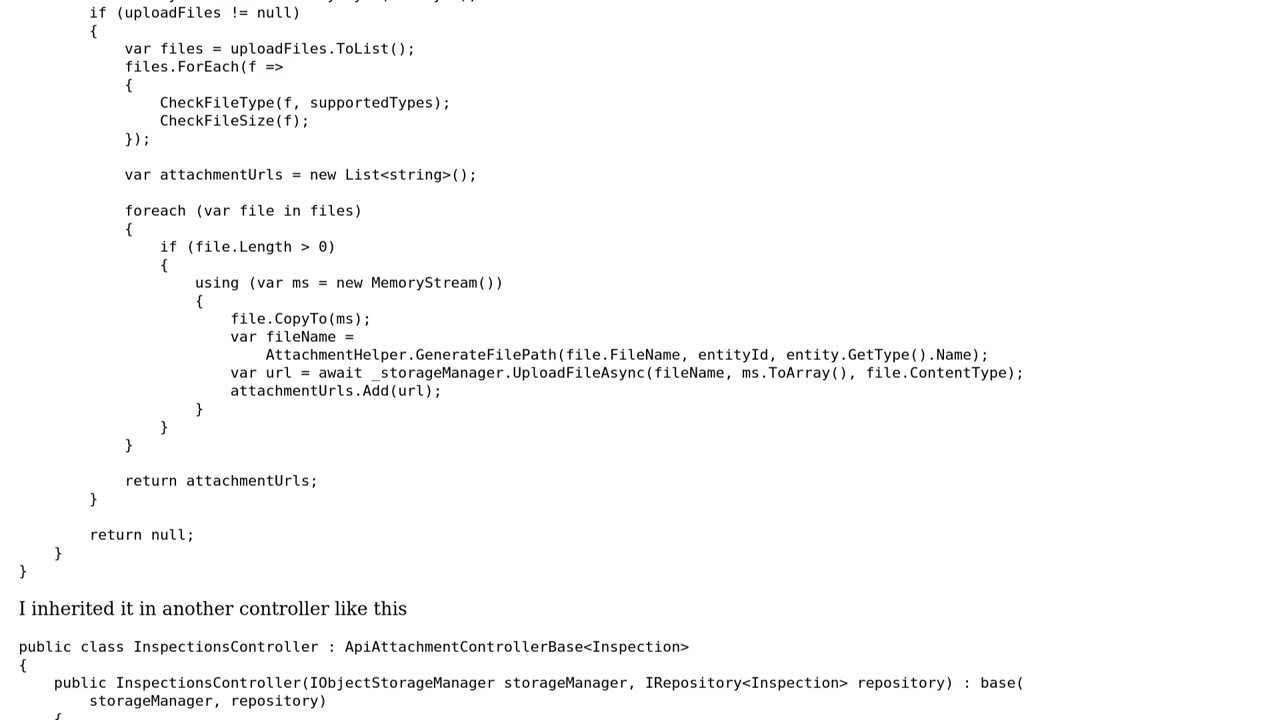 if (uploadFiles != null)
{
var files = uploadFiles.ToList();
files.ForEach(f =>
{
CheckFileType(f, supportedTypes);
CheckFileSize(f);
});
var attachmentUrls = new List<string>();
foreach (var file in files)
{
if (file.Length > 0)
{
using (var ms = new MemoryStream())
{
file.CopyTo(ms);
var fileName =
AttachmentHelper.GenerateFilePath(file.FileName, entityId, entity.GetType().Name);
var url = await _storageManager.UploadFileAsync(fileName, ms.ToArray(), file.ContentType);
attachmentUrls.Add(url);
}
}
}
return attachmentUrls;
}
return null;
}
}
I inherited it in another controller like this
public class InspectionsController : ApiAttachmentControllerBase<Inspection>
{
public InspectionsController(IObjectStorageManager storageManager, IRepository<Inspection> repository) : base(
storageManager, repository)
{